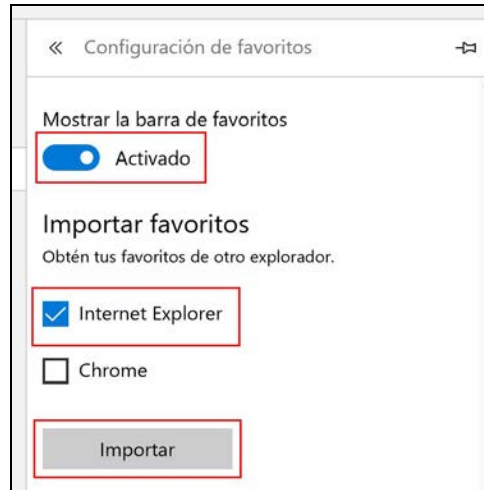 Configuración de favoritos
Mostrar la barra de favoritos
Activado
Importar favoritos
Obtén tus favoritos de otro explorador.
Internet Explorer
Chrome
Importar